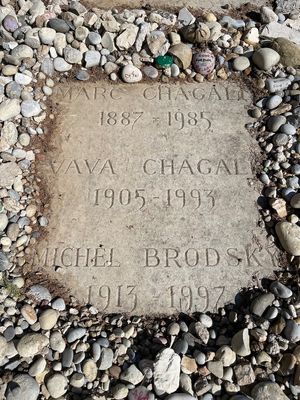 MARC CHAGALL
1887 - 1985
VAVA CHAGALL
1905 - 1993
MICHEL BRODSKY
1913 - 1997